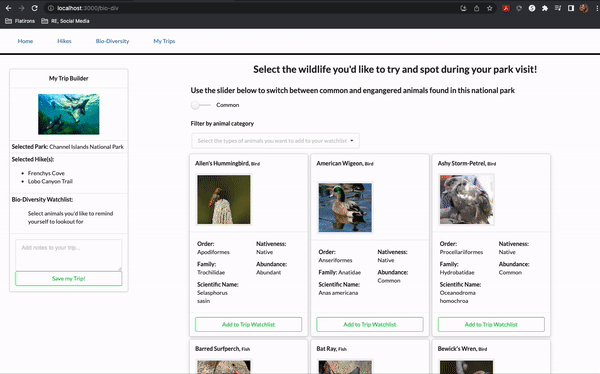 localhost:3000/bio-div
Flatirons
RE, Social Media
Home
Hikes
Bio-Diversity
My Trips
My Trip Builder
Selected Park: Channel Islands National Park
Selected Hike(s):
Frenchys Cove
Lobo Canyon Trail
Bio-Diversity Watchlist:
Select animals you'd like to remind
yourself to lookout for
Add notes to your trip...
Save my Trip!
Select the wildlife you'd like to try and spot during your park visit!
Use the slider below to switch between common and engangered animals found in this national park
Common
Filter by animal category
Select the types of animals you want to add to your watchlist
Allen's Hummingbird, Bird
Order:
Apodiformes
Nativeness:
Native
Family:
Trochilidae
Abundance:
Abundant
Scientific Name:
Selasphorus
sasin
Add to Trip Watchlist
American Wigeon, Bird
Order:
Anseriformes
Nativeness:
Native
Family: Anatidae
Abundance:
Common
Scientific Name:
Anas americana
Add to Trip Watchlist
Ashy Storm-Petrel, Bird
Order:
Procellariiformes
Nativeness:
Native
Family:
Hydrobatidae
Abundance:
Common
Scientific Name:
Oceanodroma
homochroa
Add to Trip Watchlist
Barred Surfperch, Fish
Bat Ray, Fish
Bewick's Wren, Bird